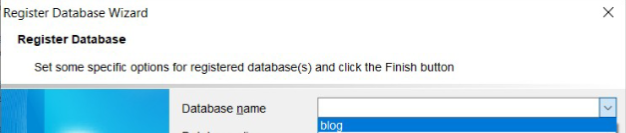 Register Database Wizard
Register Database
Set some specific options for registered database(s) and click the Finish button
Database name
blog